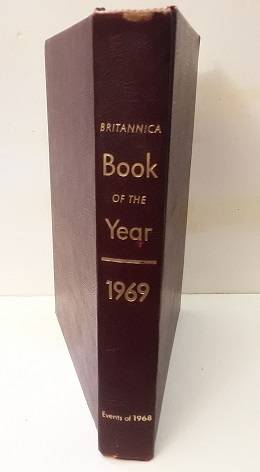 BRITANNICA
Book
OF THE
Year
1969
Events of 1968